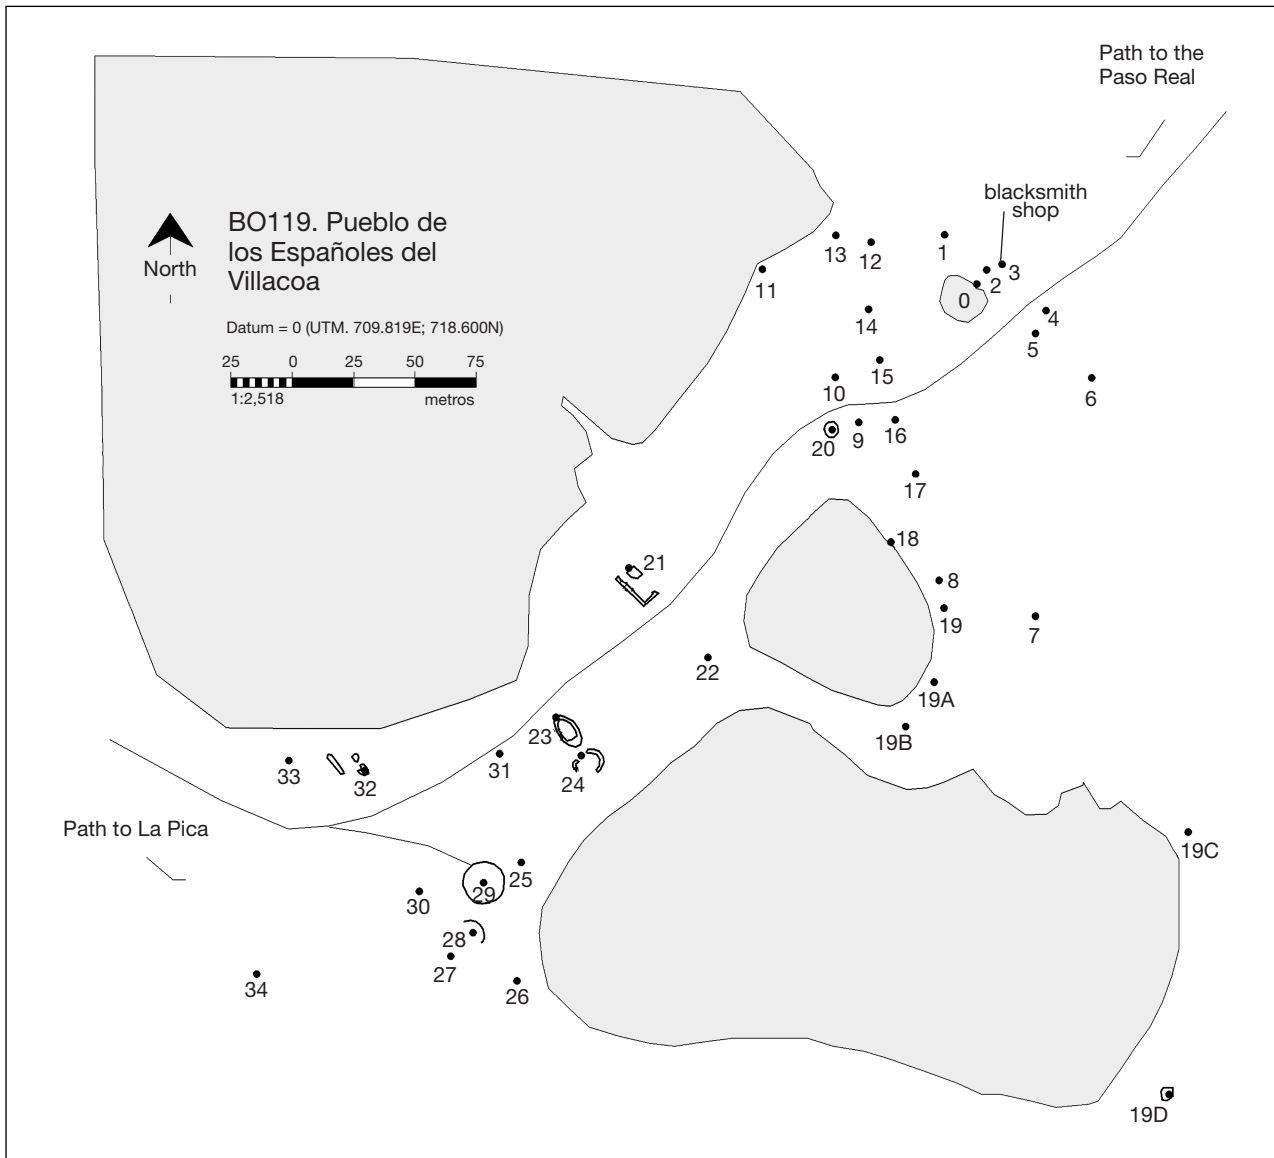 Path to the
Paso Real
blacksmith
shop
BO119. Pueblo de
los Españoles del
Villacoa
North
Datum = 0 (UTM. 709.819E; 718.600N)
25 0 25 50 75
1:2,518 metros
13
12
1
3
2
11
0
14
4
5
15
10
6
20
9
16
17
18
21
8
19
7
22
19A
23
19B
24
31
33
32
Path to La Pica
19C
25
29
30
28
27
34
26
19D